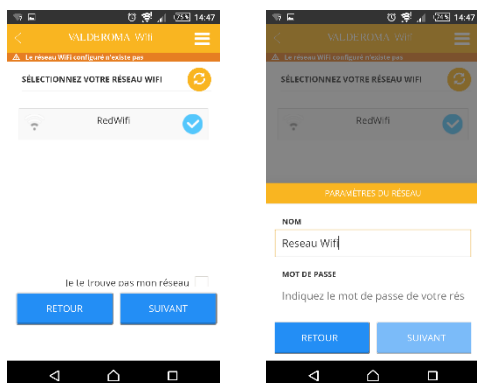 75% 14:47
VALDEROMA Wifi
Le réseau WiFi configuré n'existe pas
SÉLECTIONNEZ VOTRE RÉSEAU WIFI
RedWifi
Je te trouve pas mon réseau
RETOUR
SUIVANT
14:47
VALDEROMA Wifi
Le réseau WiFi configuré n'existe pas
SÉLECTIONNEZ VOTRE RÉSEAU WIFI
RedWifi
PARAMÈTRES DU RÉSEAU
NOM
Reseau Wifi
MOT DE PASSE
Indiquez le mot de passe de votre rés
RETOUR
SUIVANT